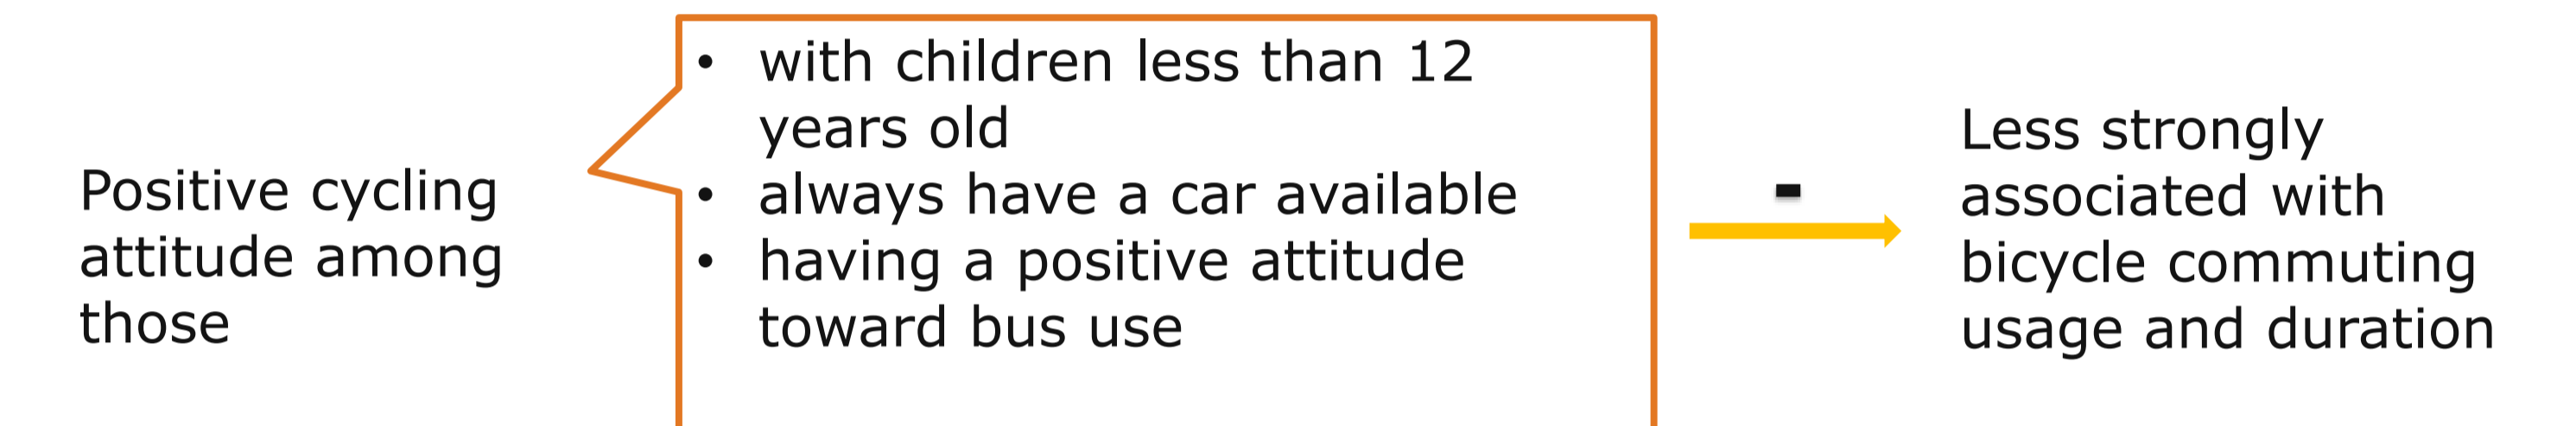 Positive cycling
attitude among
those
• with children less than 12
years old
• always have a car available
• having a positive attitude
toward bus use
-
Less strongly
associated with
bicycle commuting
usage and duration